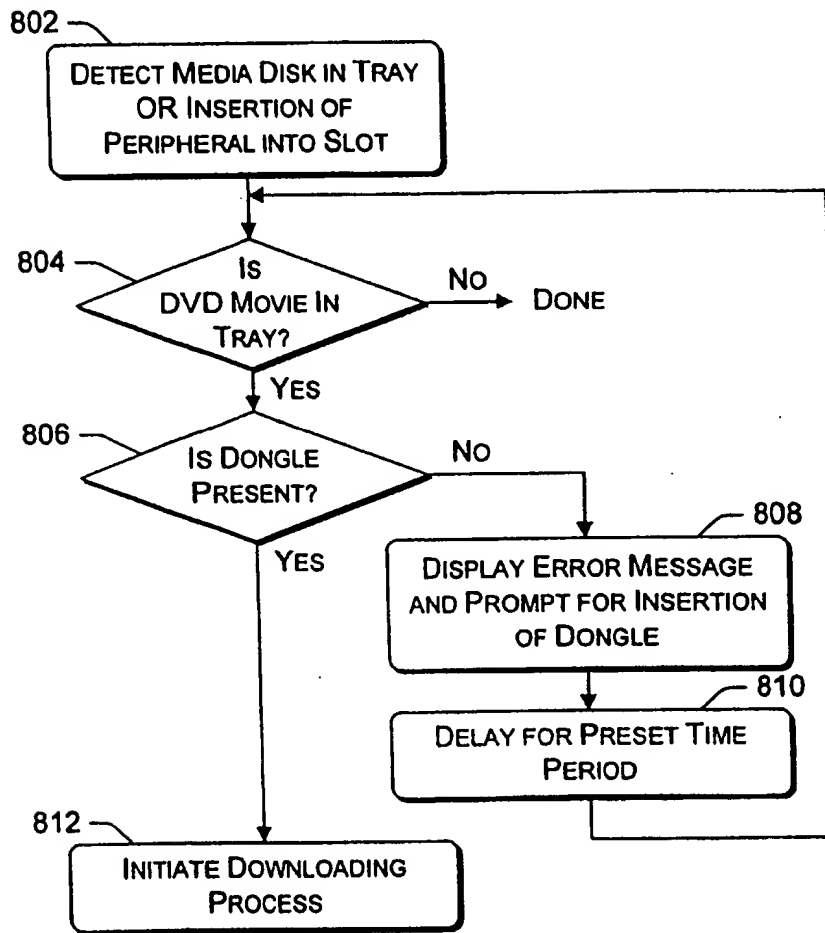 802
DETECT MEDIA DISK IN TRAY
OR INSERTION OF
PERIPHERAL INTO SLOT
804
IS
DVD MOVIE IN
TRAY?
NO
DONE
YES
806
IS DONGLE
PRESENT?
NO
YES
808
DISPLAY ERROR MESSAGE
AND PROMPT FOR INSERTION
OF DONGLE
810
DELAY FOR PRESET TIME
PERIOD
812
INITIATE DOWNLOADING
PROCESS